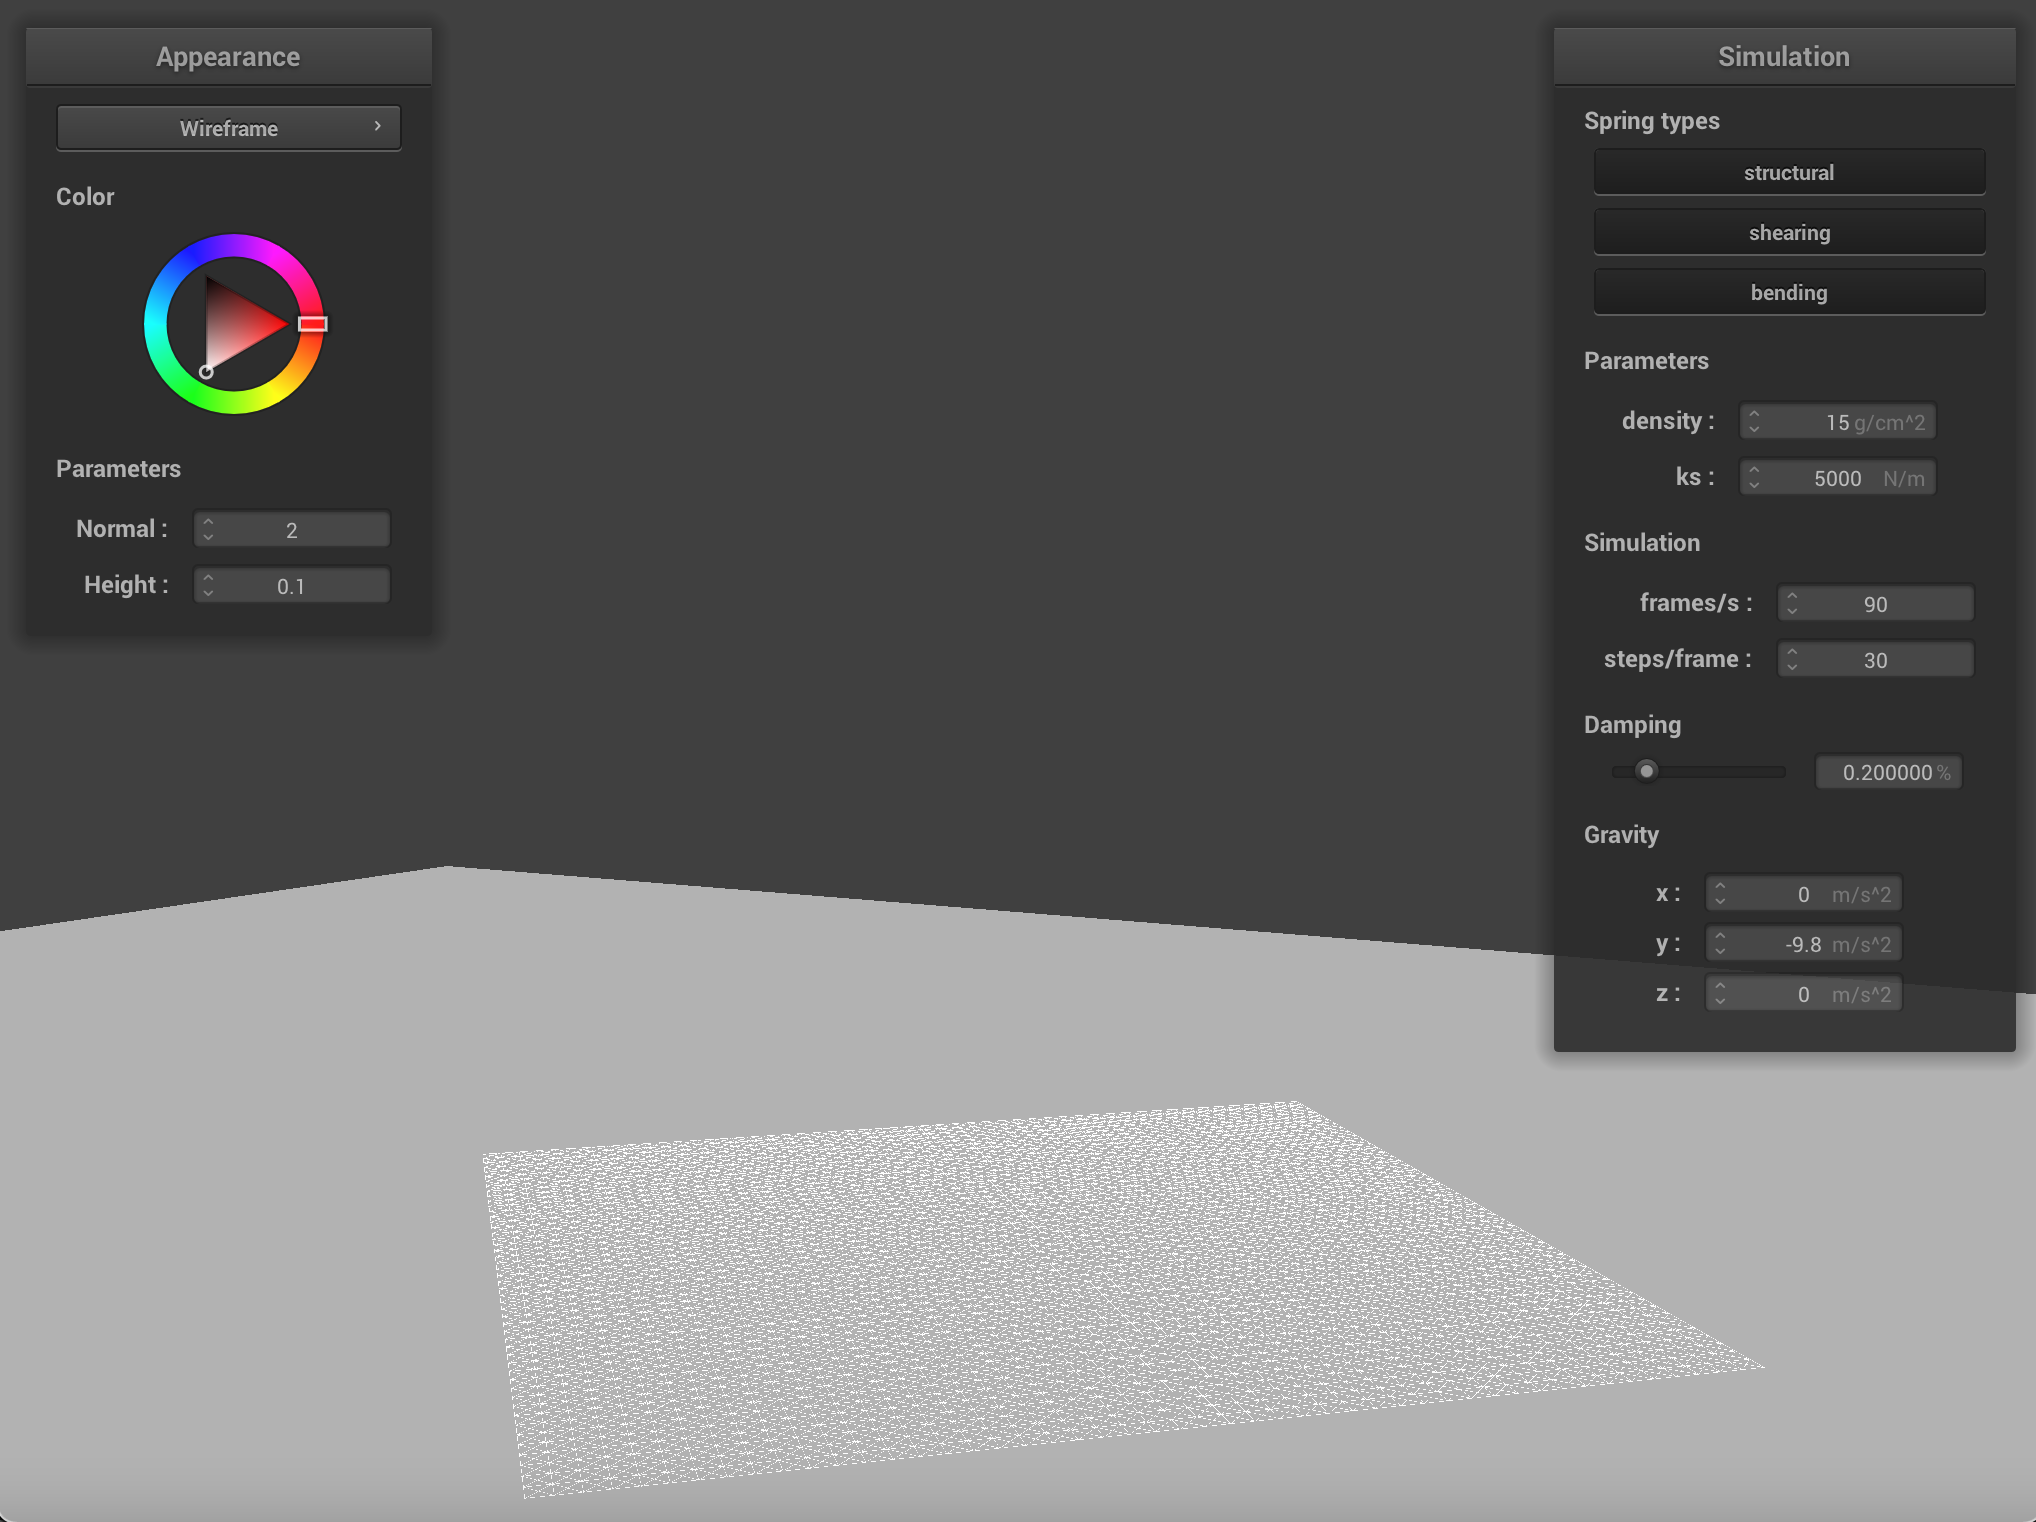 Appearance
Wireframe
Color
Parameters
Normal : 2
Height : 0.1
Simulation
Spring types
structural
shearing
bending
Parameters
density : 15 g/cm^2
ks : 5000 N/m
Simulation
frames/s : 90
steps/frame : 30
Damping
0.200000 %
Gravity
x : 0 m/s^2
y : -9.8 m/s^2
z : 0 m/s^2